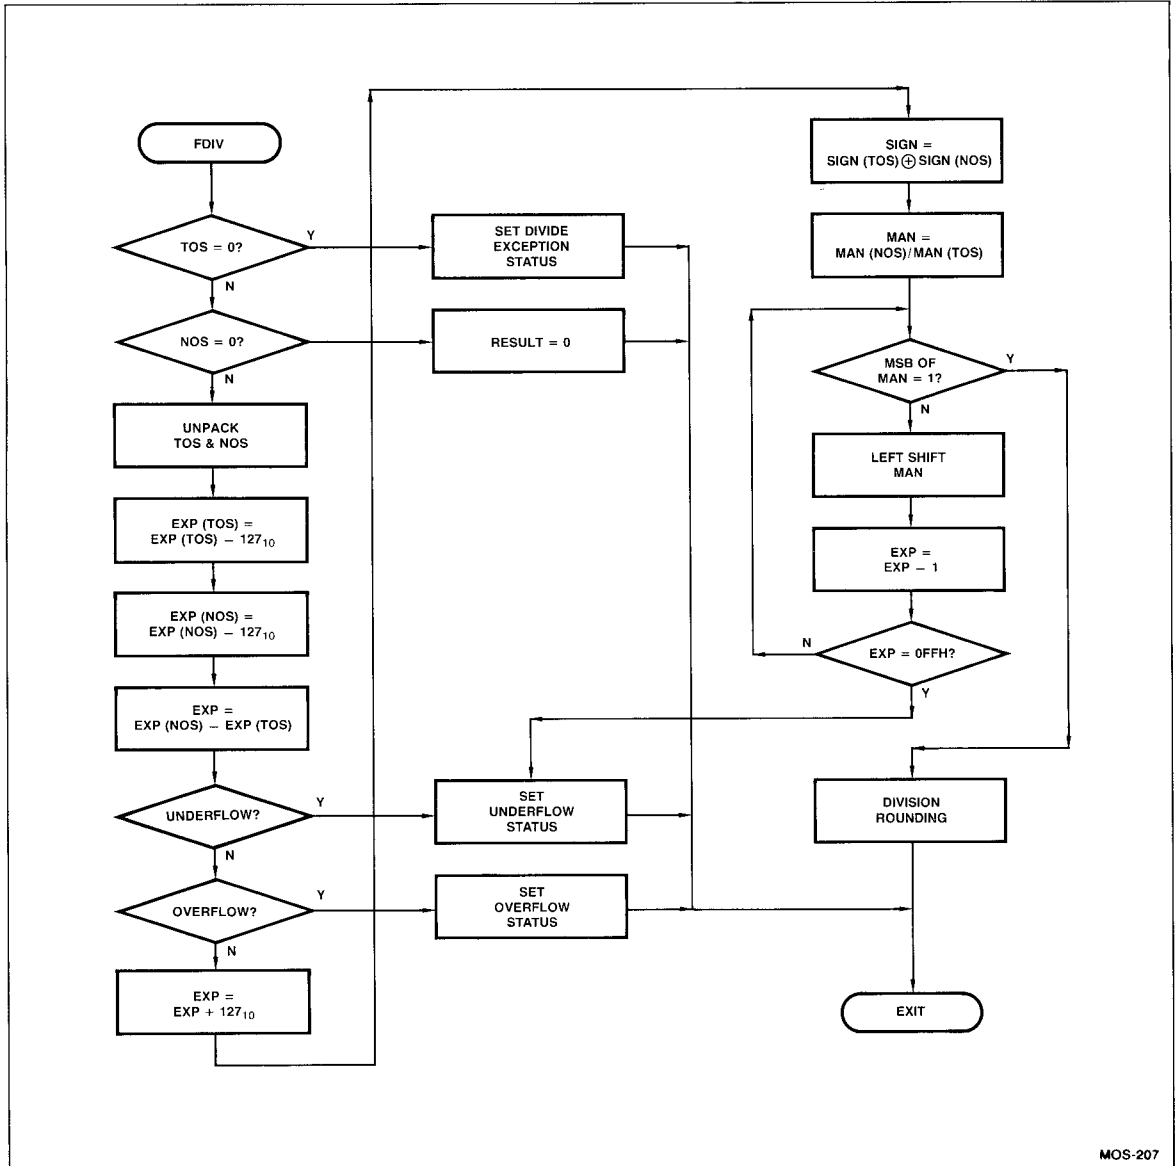 FDIV
TOS = 0?
Y
N
SET DIVIDE
EXCEPTION
STATUS
NOS = 0?
N
RESULT = 0
UNPACK
TOS & NOS
EXP (TOS) =
EXP (TOS) − 127₁₀
EXP (NOS) =
EXP (NOS) − 127₁₀
EXP =
EXP (NOS) − EXP (TOS)
UNDERFLOW?
Y
N
SET
UNDERFLOW
STATUS
OVERFLOW?
Y
N
SET
OVERFLOW
STATUS
EXP =
EXP + 127₁₀
SIGN =
SIGN (TOS) ⊕ SIGN (NOS)
MAN =
MAN (NOS)/MAN (TOS)
MSB OF
MAN = 1?
Y
N
LEFT SHIFT
MAN
EXP =
EXP − 1
EXP = 0FFH?
N
Y
DIVISION
ROUNDING
EXIT
MOS-207